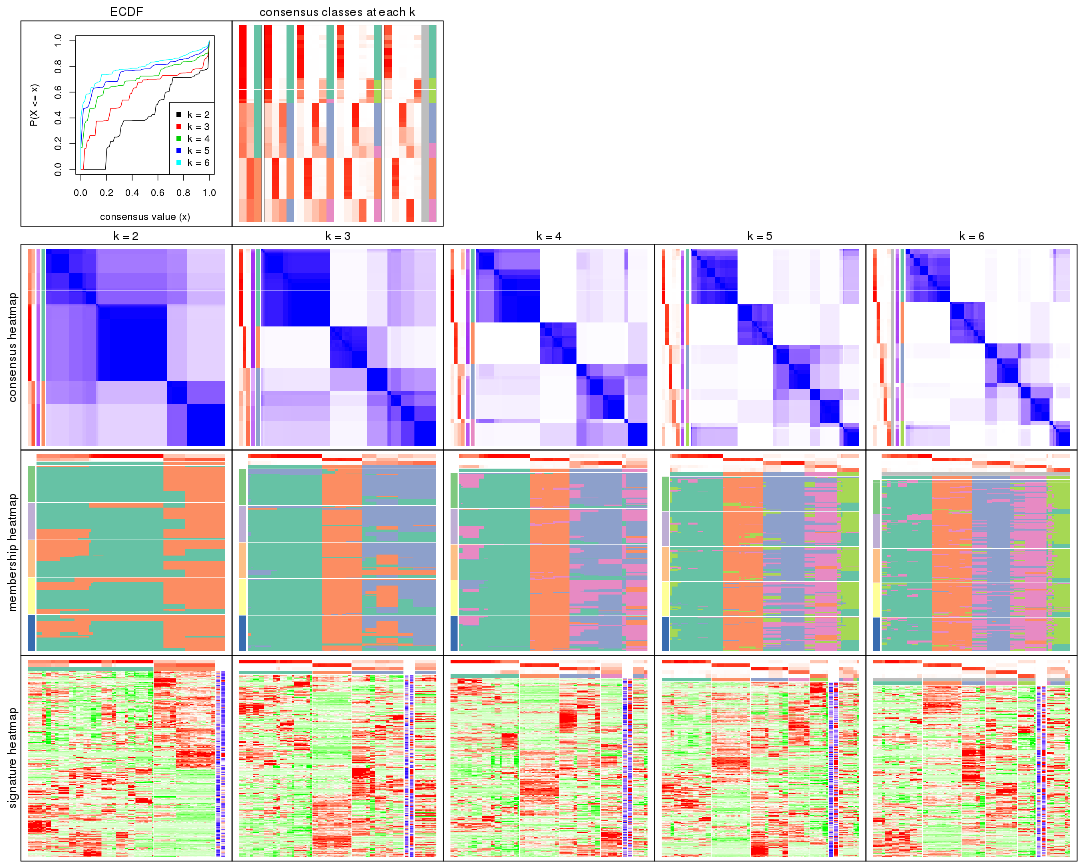 ECDF
consensus classes at each k
P(X <= x)
0.0 0.2 0.4 0.6 0.8 1.0
k = 2
k = 3
k = 4
k = 5
k = 6
0.0 0.2 0.4 0.6 0.8 1.0
consensus value (x)
k = 2
k = 3
k = 4
k = 5
k = 6
consensus heatmap
membership heatmap
signature heatmap